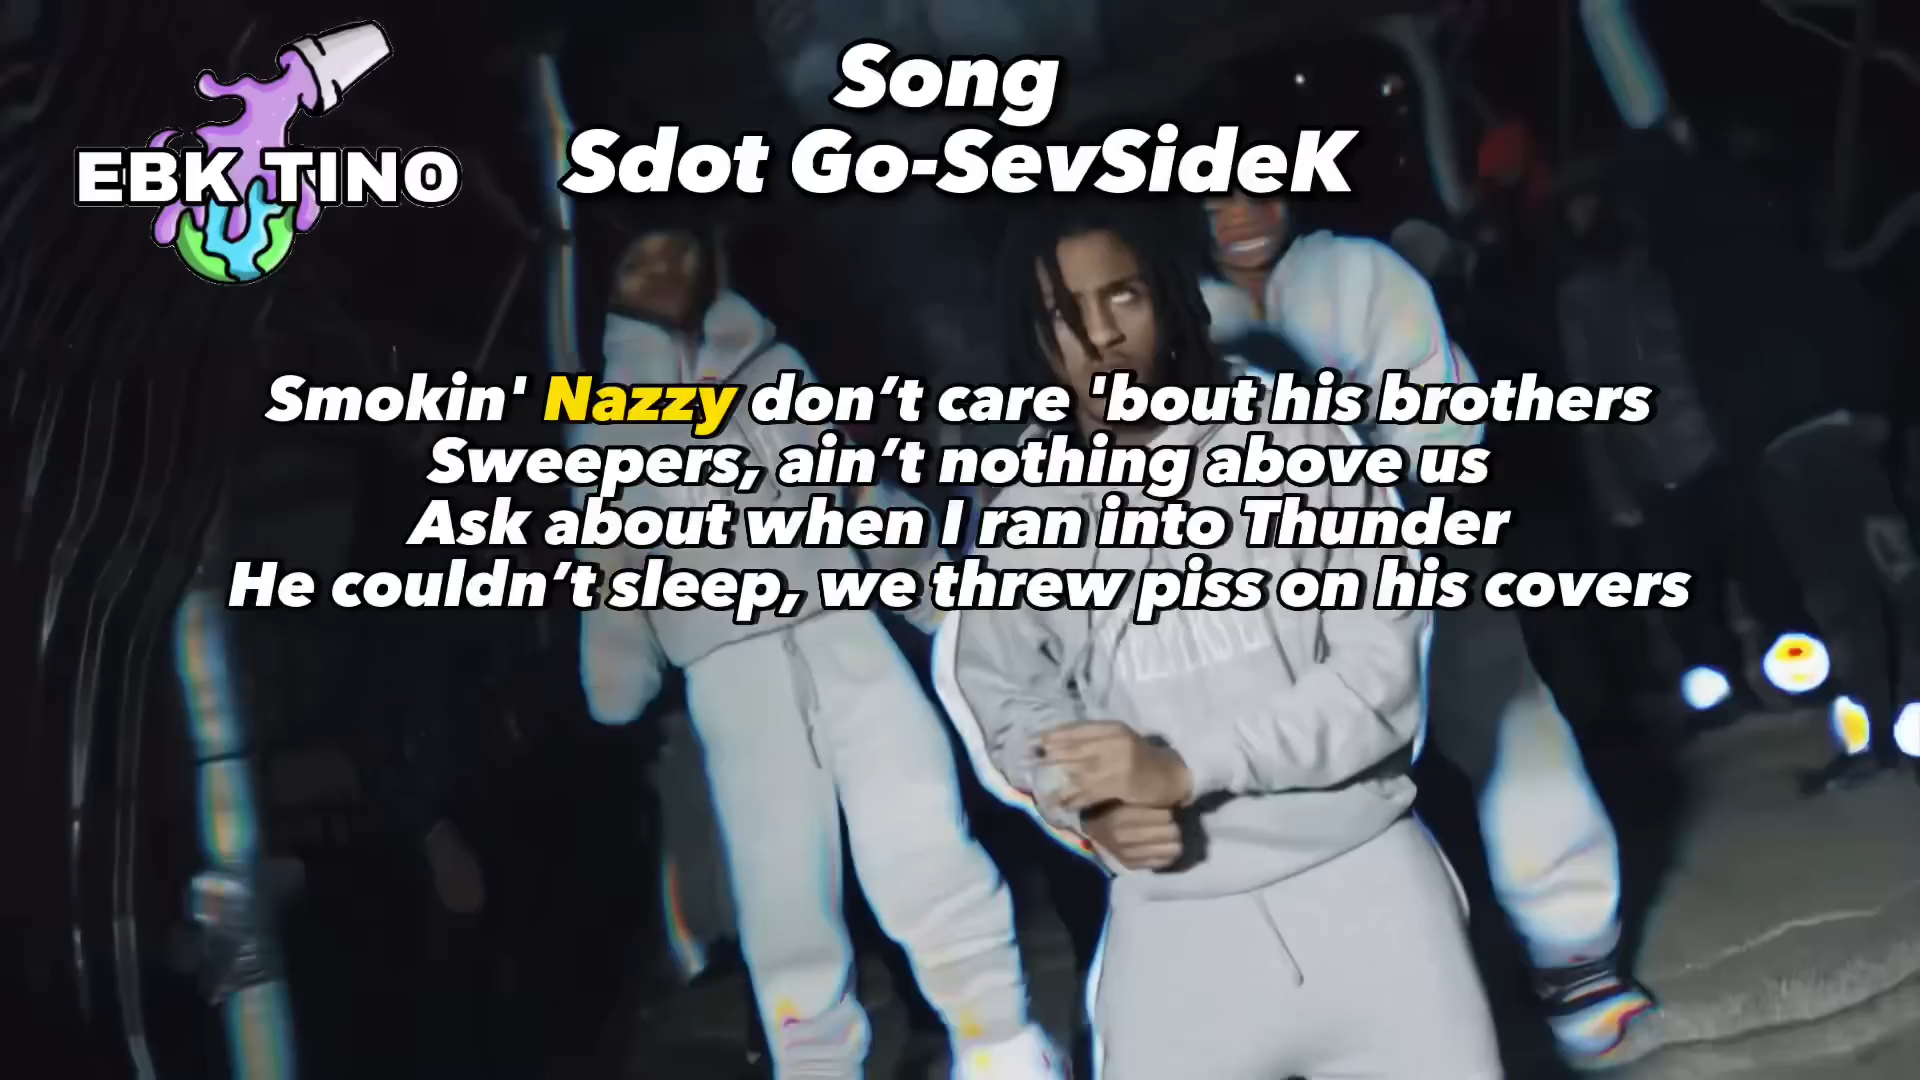 Song
EBK TINO
Sdot Go-SevSideK
Smokin' Nazzy don’t care 'bout his brothers
Sweepers, ain’t nothing above us
Ask about when I ran into Thunder
He couldn’t sleep, we threw piss on his covers